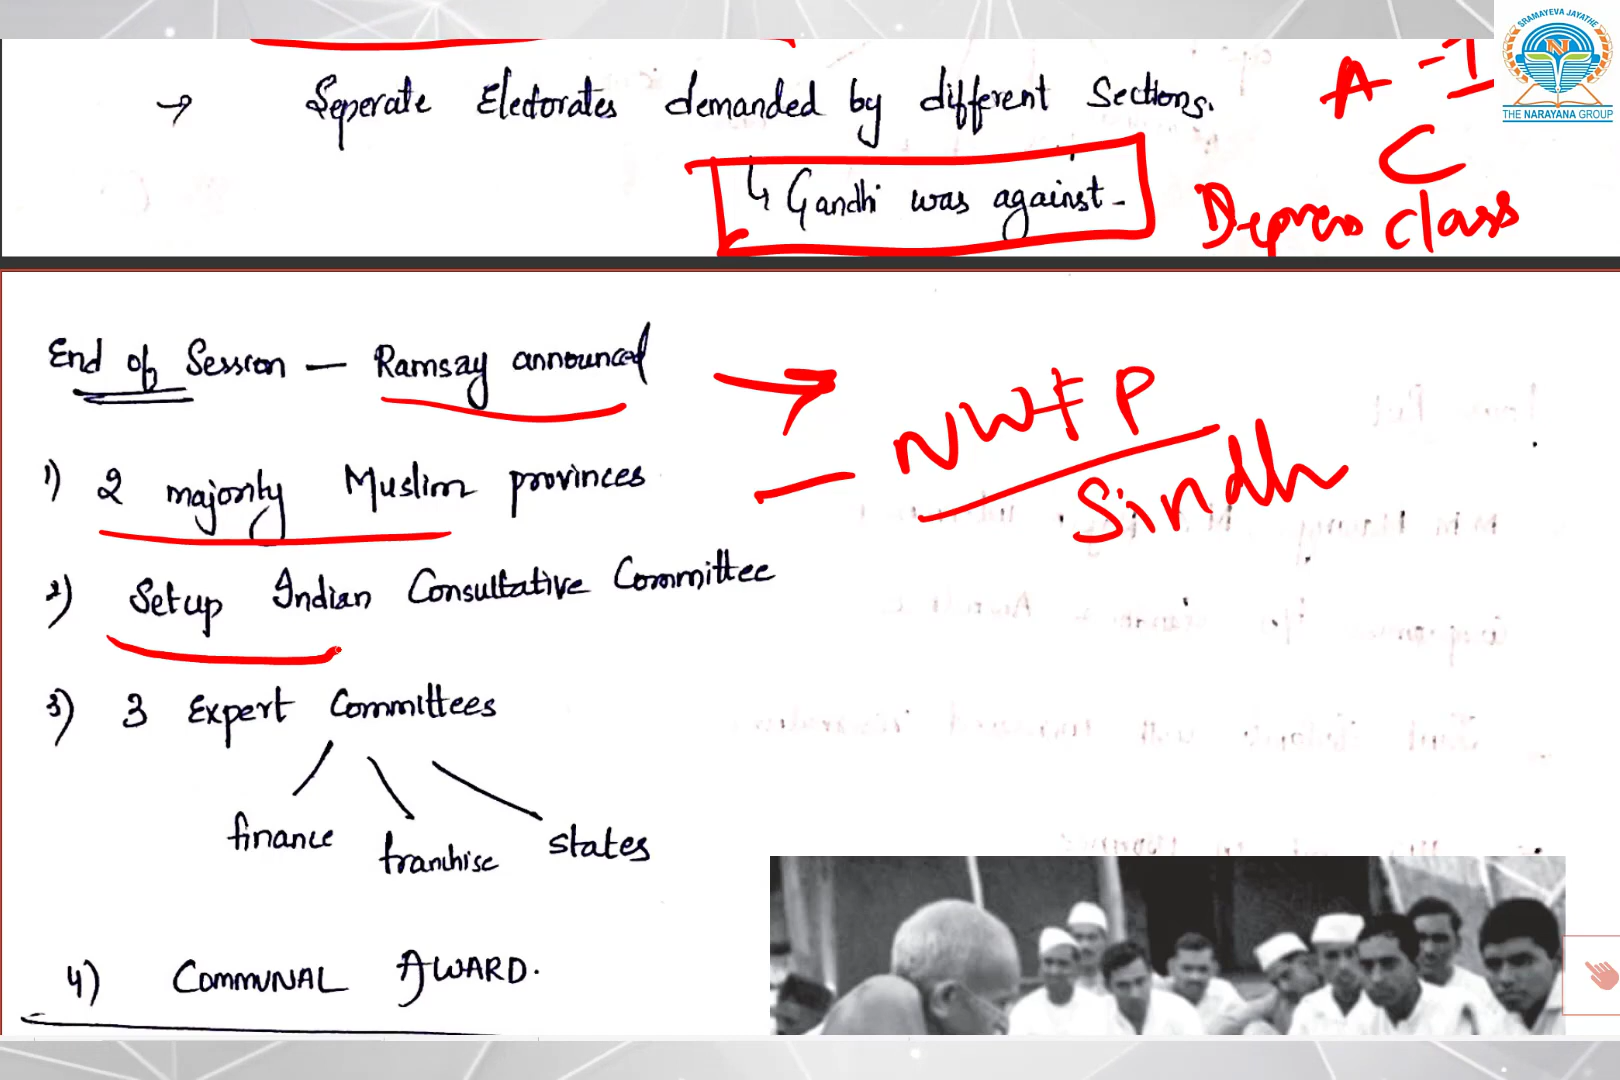 SRAMAYEVA JAYATHE
N
THE NARAYANA GROUP
A - I
→ Seperate Electorates demanded by different Sections.
C
↳ Gandhi was against -
Depress class
End of Session — Ramsay announced →
1) 2 majority Muslim provinces — NWFP
Sindh
2) Setup Indian Consultative Committee
3) 3 Expert Committees
finance franchise states
4) COMMUNAL AWARD.